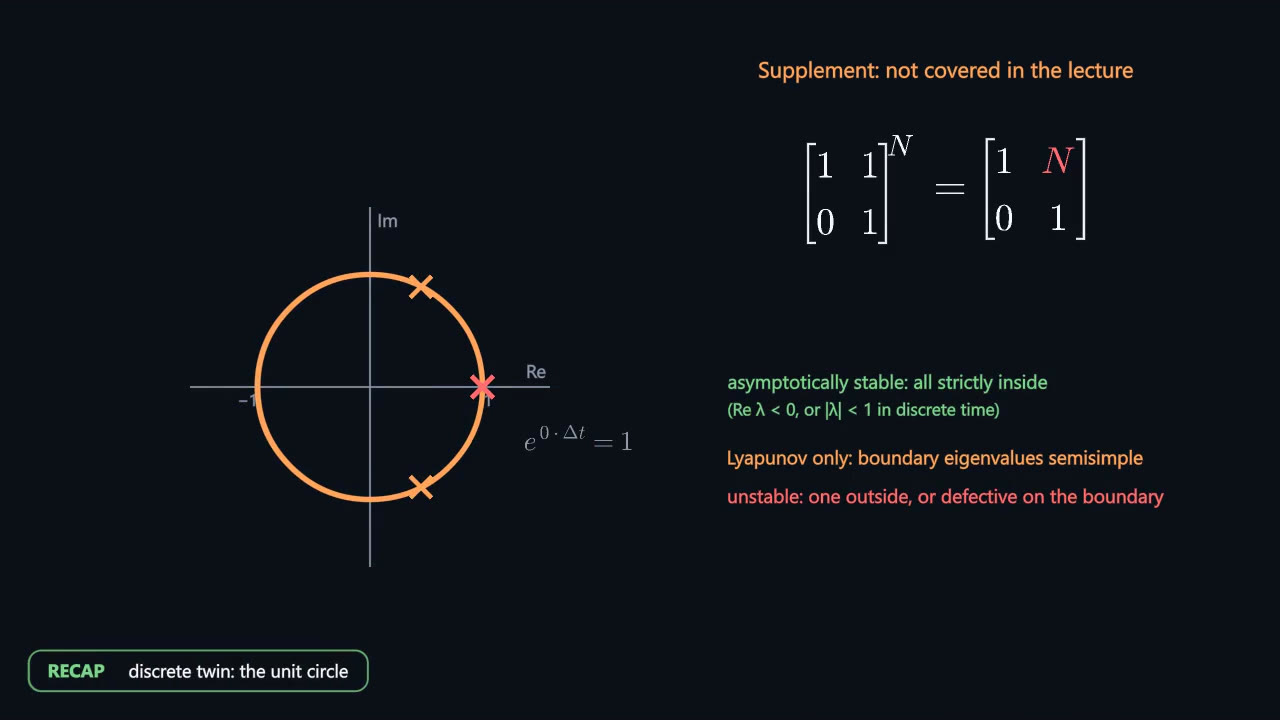 Supplement: not covered in the lecture
[1 1
0 1]^N = [1 N
0 1]
Im
Re
−1
1
e^{0 · Δt} = 1
asymptotically stable: all strictly inside
(Re λ < 0, or |λ| < 1 in discrete time)
Lyapunov only: boundary eigenvalues semisimple
unstable: one outside, or defective on the boundary
RECAP discrete twin: the unit circle